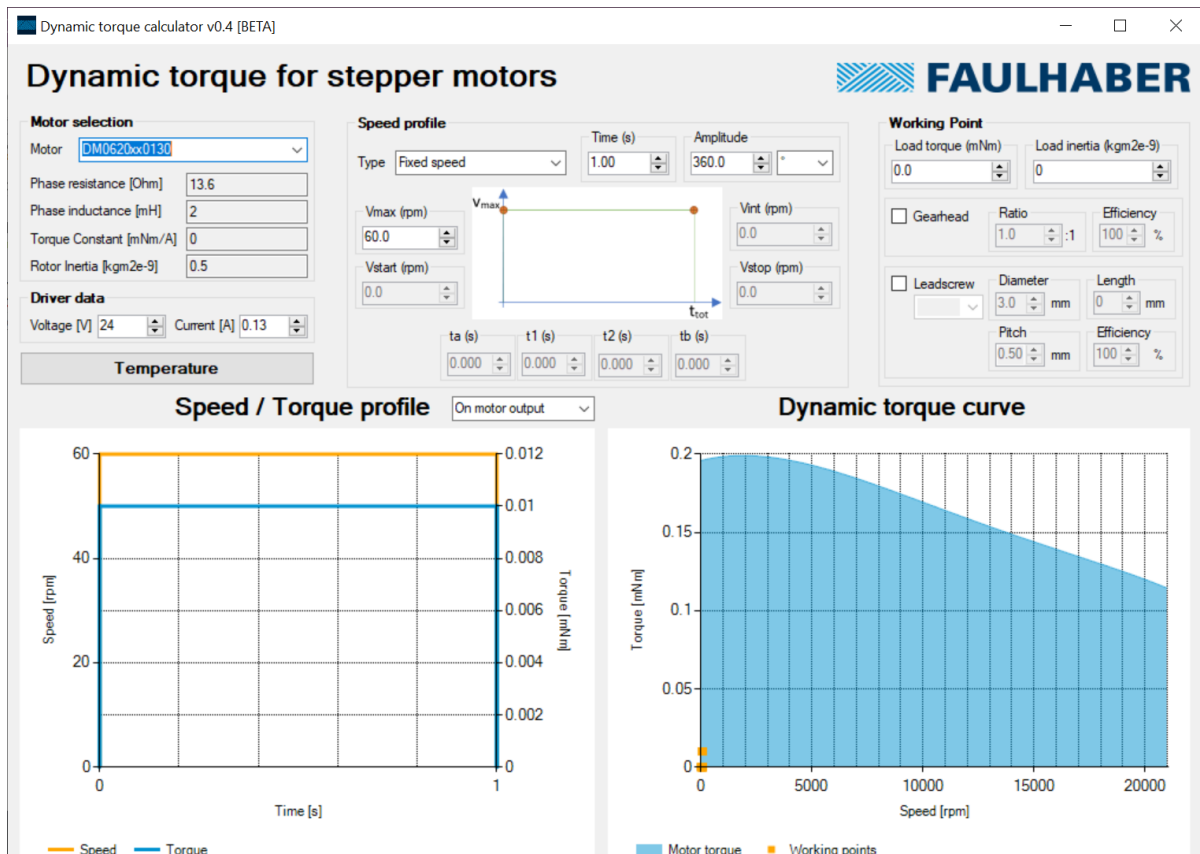 Dynamic torque calculator v0.4 [BETA]
Dynamic torque for stepper motors
FAULHABER
Motor selection
Motor DM0620xx0130
Phase resistance [Ohm] 13.6
Phase inductance [mH] 2
Torque Constant [mNm/A] 0
Rotor Inertia [kgm2e-9] 0.5
Driver data
Voltage [V] 24 Current [A] 0.13
Temperature
Speed profile
Type Fixed speed
Time (s)
1.00
Amplitude
360.0 °
Vmax (rpm)
60.0
Vstart (rpm)
0.0
Vmax
ttot
Vint (rpm)
0.0
Vstop (rpm)
0.0
ta (s) t1 (s) t2 (s) tb (s)
0.000 0.000 0.000 0.000
Working Point
Load torque (mNm) Load inertia (kgm2e-9)
0.0 0
Gearhead
Ratio
1.0 :1
Efficiency
100 %
Leadscrew
Diameter
3.0 mm
Length
0 mm
Pitch
0.50 mm
Efficiency
100 %
Speed / Torque profile On motor output
60
40
20
0
Speed [rpm]
0.012
0.01
0.008
0.006
0.004
0.002
0
Torque [mNm]
0 1
Time [s]
Speed Torque
Dynamic torque curve
0.2
0.15
0.1
0.05
0
Torque [mNm]
0 5000 10000 15000 20000
Speed [rpm]
Motor torque Working points